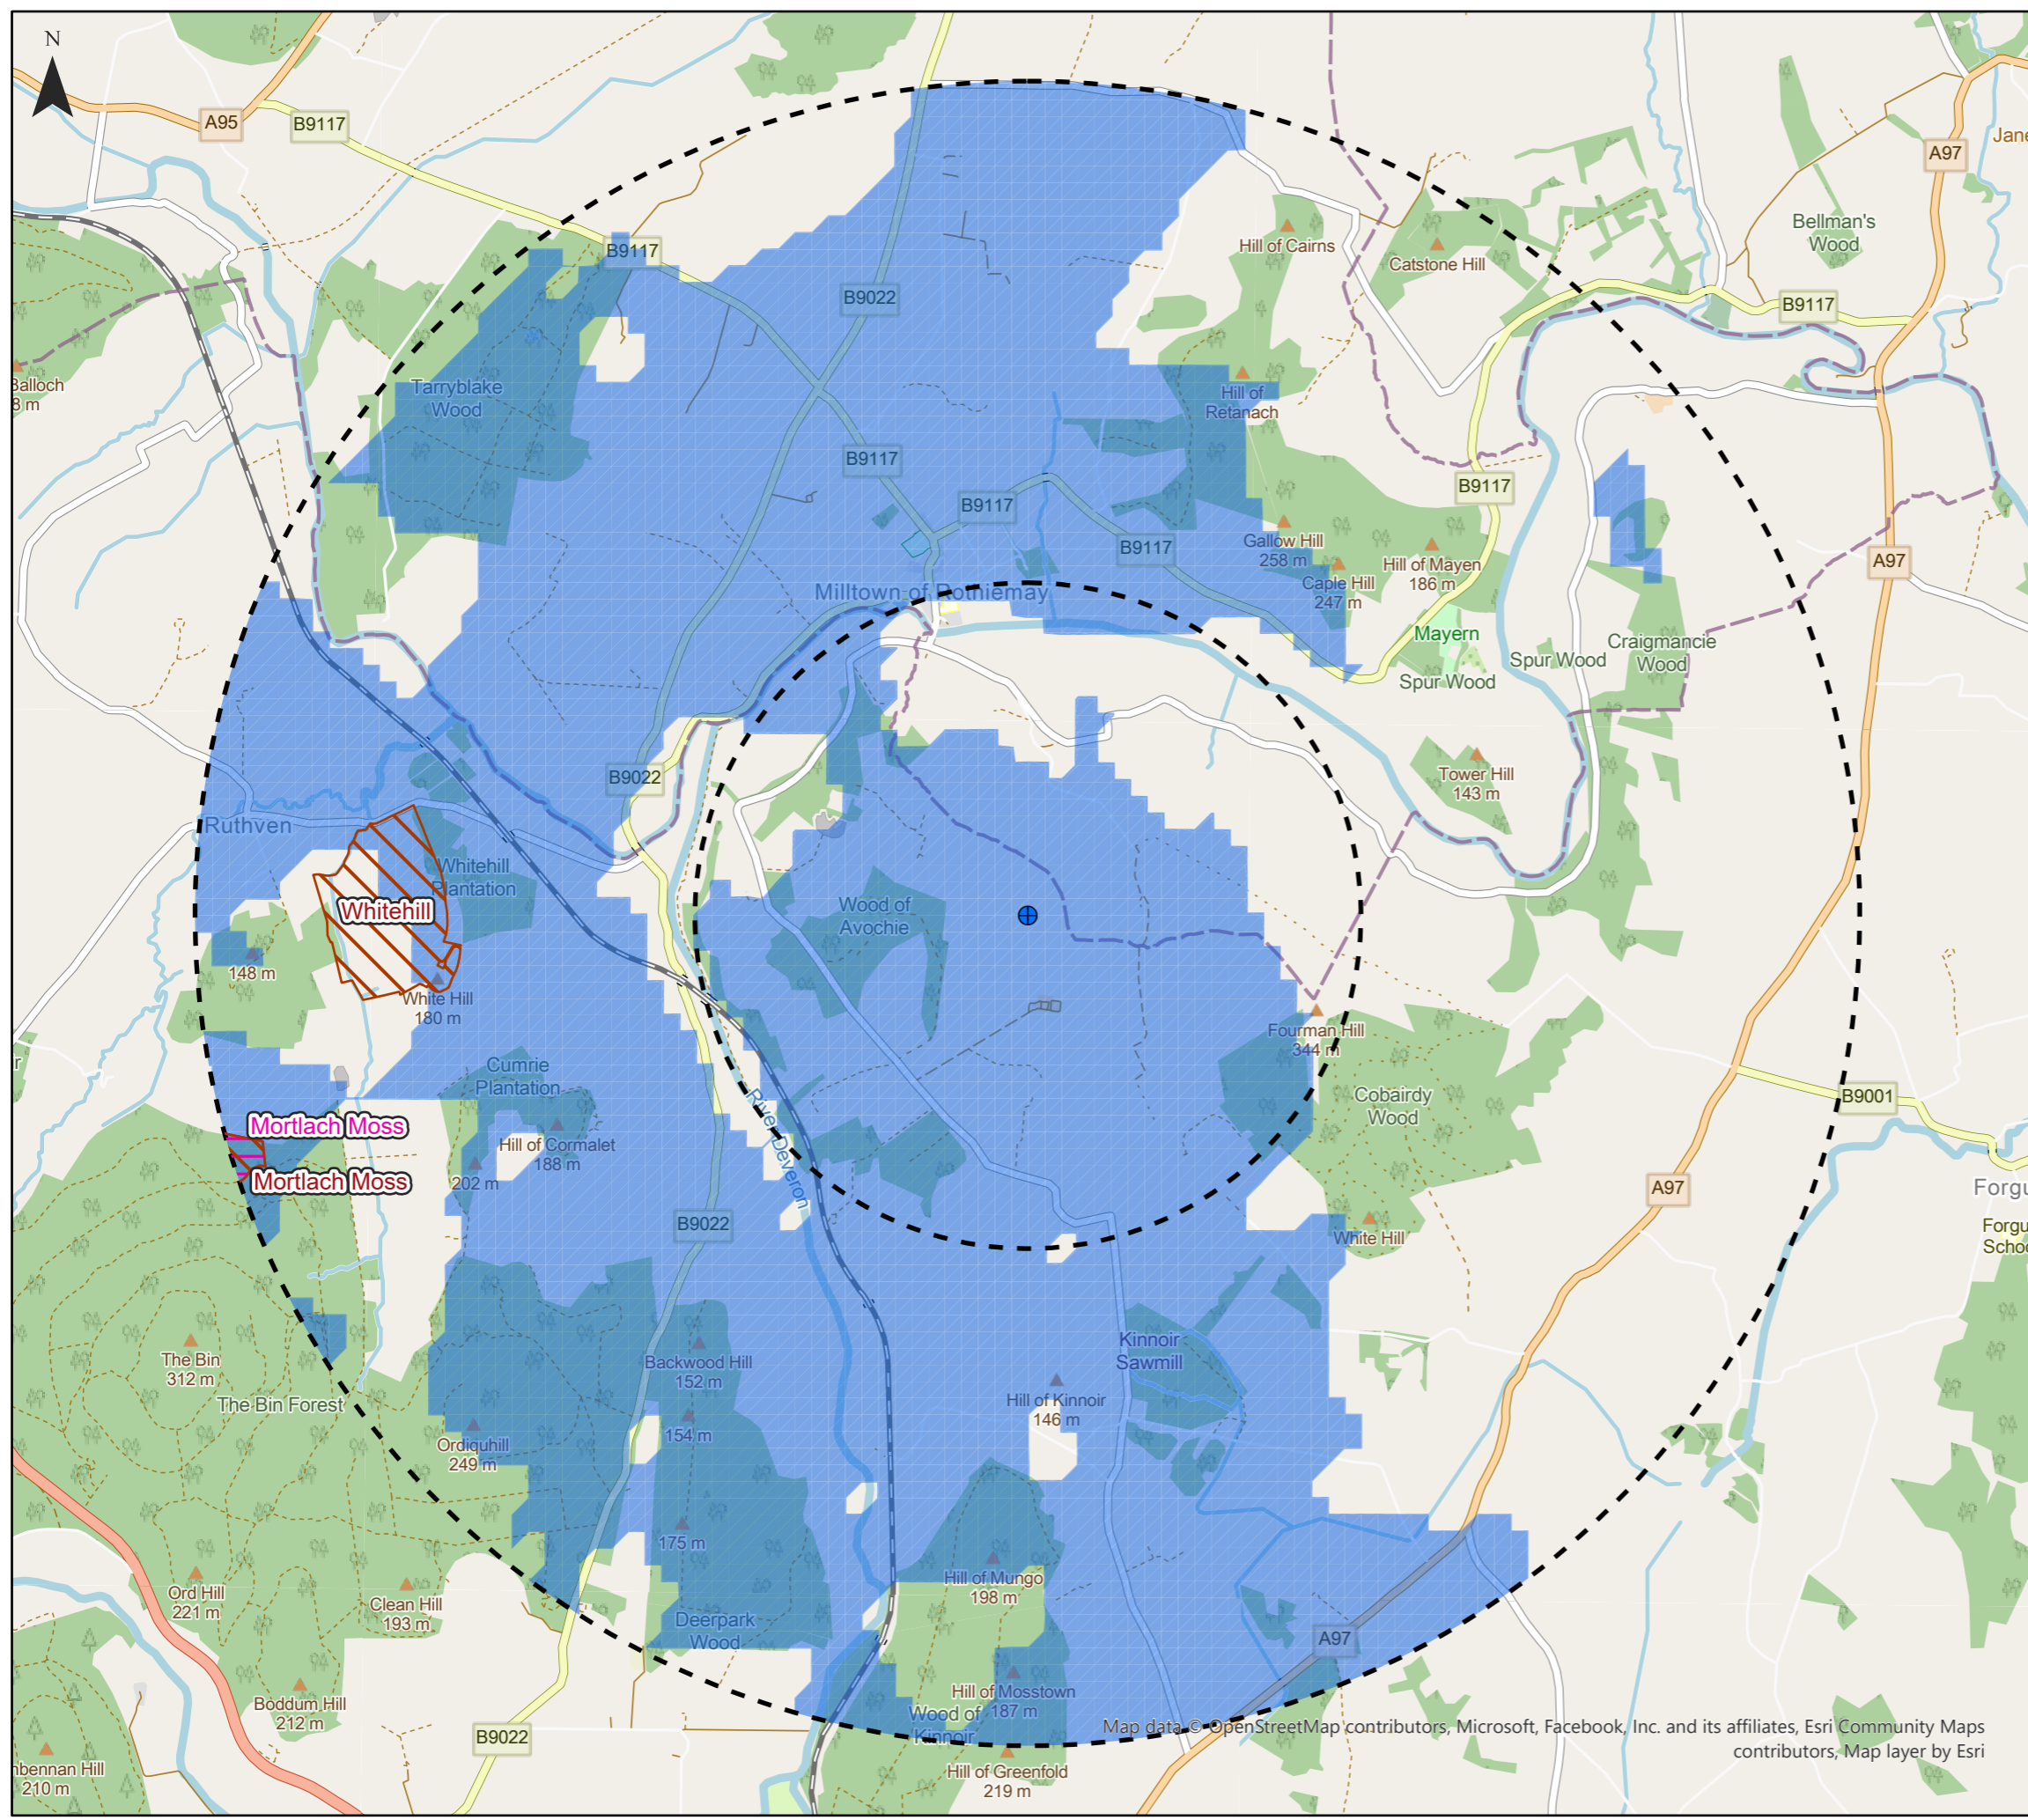 N
A95
B9117
A97
Jane
Bellman's
Wood
Hill of Cairns
Catstone Hill
B9117
B9022
B9117
Balloch
8 m
Tarryblake
Wood
Hill of
Retanach
B9117
B9117
B9117
B9117
Gallow Hill
258 m
Hill of Mayen
186 m
A97
Caple Hill
247 m
Milltown of Rothiemay
Mayern
Spur Wood
Craigmancie
Wood
Spur Wood
B9022
Tower Hill
143 m
Ruthven
Whitehill
Plantation
Whitehill
Wood of
Avochie
148 m
White Hill
180 m
Fourman Hill
344 m
r
Cumrie
Plantation
Cobairdy
Wood
B9001
Mortlach Moss
River Deveron
Hill of Cormalet
188 m
202 m
Mortlach Moss
A97
Forgu
B9022
White Hill
Forgu
Schoo
The Bin
312 m
Backwood Hill
152 m
Kinnoir
Sawmill
The Bin Forest
Hill of Kinnoir
146 m
154 m
Ordiquhill
249 m
175 m
Hill of Mungo
198 m
Ord Hill
221 m
Clean Hill
193 m
Deerpark
Wood
A97
Boddum Hill
212 m
Hill of Mosstown
187 m
Wood of
Kinnoir
B9022
nbennan Hill
210 m
Hill of Greenfold
219 m
Map data © OpenStreetMap contributors, Microsoft, Facebook, Inc. and its affiliates, Esri Community Maps
contributors, Map layer by Esri